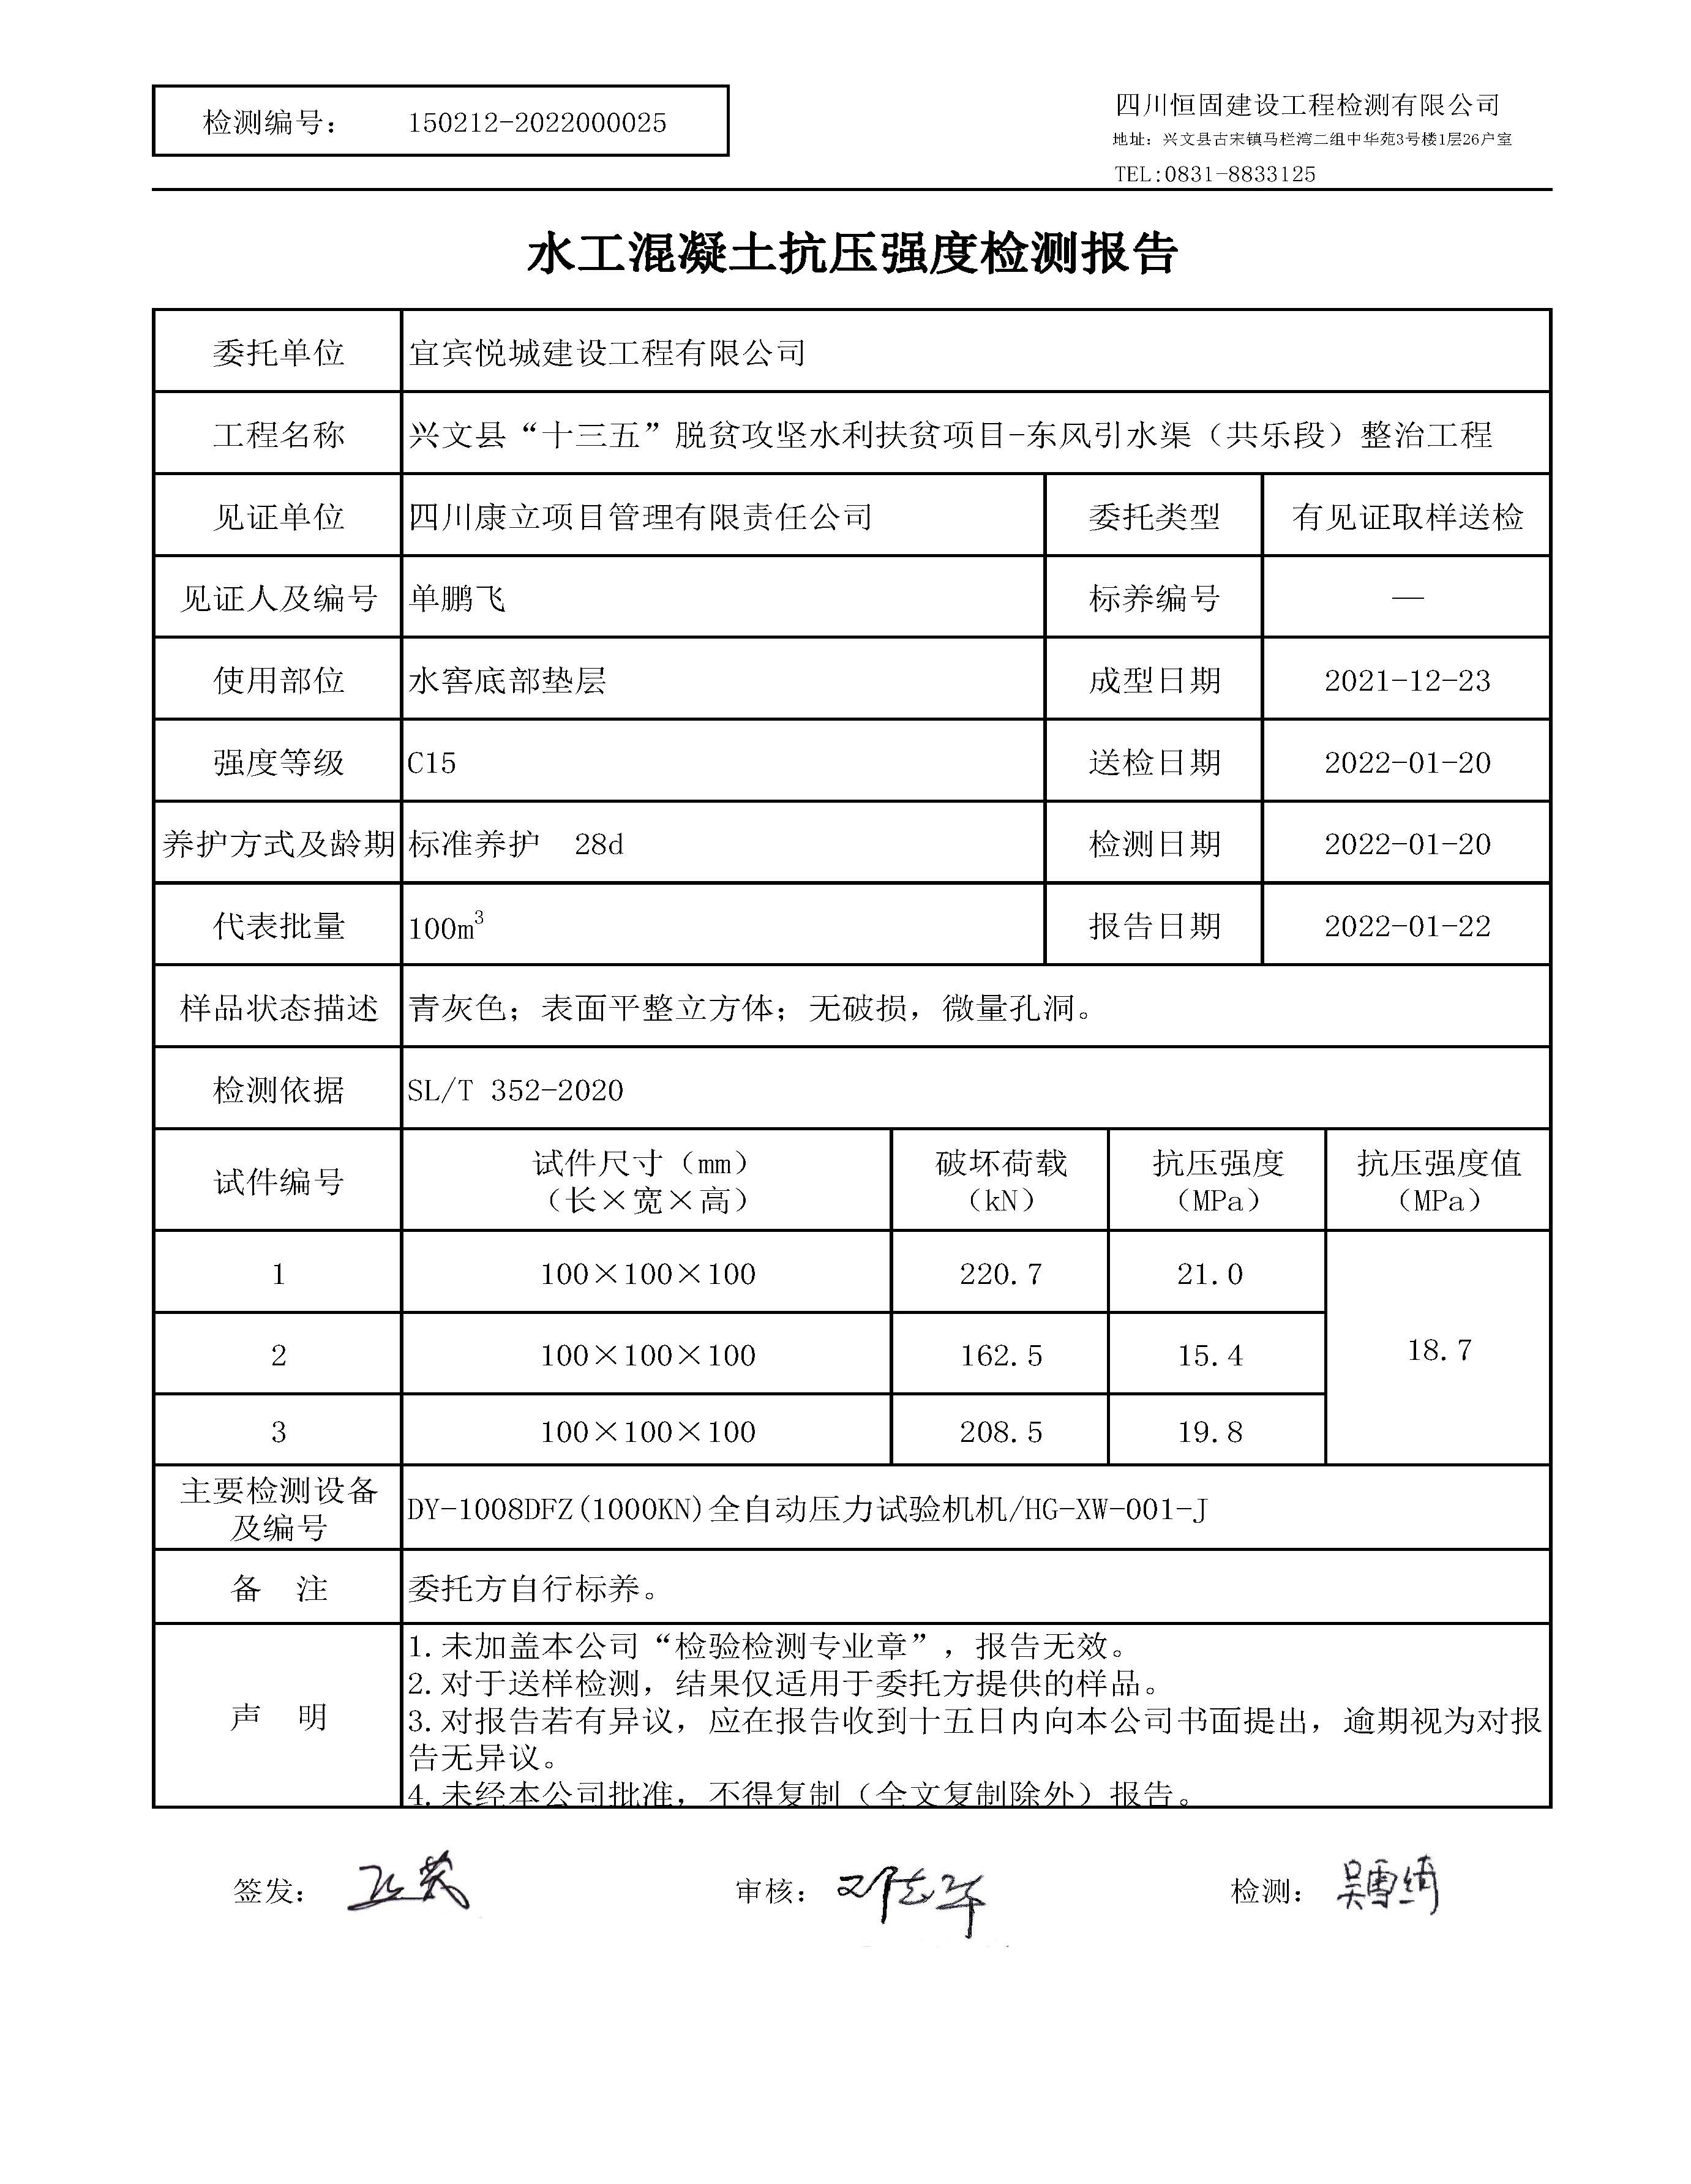 检测编号： 150212-2022000025
四川恒固建设工程检测有限公司
地址：兴文县古宋镇马栏湾二组中华苑3号楼1层26户室
TEL:0831-8833125
水工混凝土抗压强度检测报告
委托单位 宜宾悦城建设工程有限公司
工程名称 兴文县“十三五”脱贫攻坚水利扶贫项目-东风引水渠（共乐段）整治工程
见证单位 四川康立项目管理有限责任公司 委托类型 有见证取样送检
见证人及编号 单鹏飞 标养编号 —
使用部位 水窖底部垫层 成型日期 2021-12-23
强度等级 C15 送检日期 2022-01-20
养护方式及龄期 标准养护 28d 检测日期 2022-01-20
代表批量 100m³ 报告日期 2022-01-22
样品状态描述 青灰色；表面平整立方体；无破损，微量孔洞。
检测依据 SL/T 352-2020
试件编号 试件尺寸（mm）（长×宽×高） 破坏荷载（kN） 抗压强度（MPa） 抗压强度值（MPa）
1 100×100×100 220.7 21.0
2 100×100×100 162.5 15.4 18.7
3 100×100×100 208.5 19.8
主要检测设备及编号 DY-1008DFZ(1000KN)全自动压力试验机机/HG-XW-001-J
备 注 委托方自行标养。
声 明
1.未加盖本公司“检验检测专业章”，报告无效。
2.对于送样检测，结果仅适用于委托方提供的样品。
3.对报告若有异议，应在报告收到十五日内向本公司书面提出，逾期视为对报
告无异议。
4.未经本公司批准，不得复制（全文复制除外）报告。
签发： 审核： 检测：吴雪绮